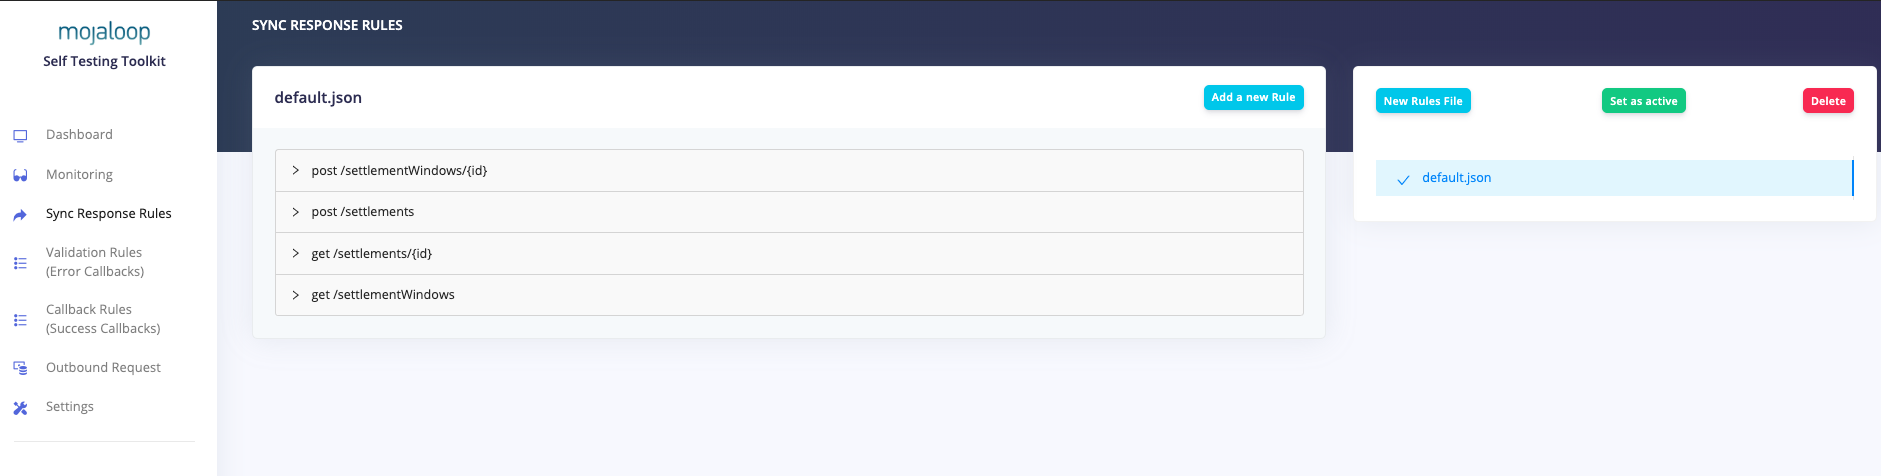 mojaloop
Self Testing Toolkit
Dashboard
Monitoring
Sync Response Rules
Validation Rules
(Error Callbacks)
Callback Rules
(Success Callbacks)
Outbound Request
Settings
SYNC RESPONSE RULES
default.json
Add a new Rule
post /settlementWindows/{id}
post /settlements
get /settlements/{id}
get /settlementWindows
New Rules File
Set as active
Delete
default.json